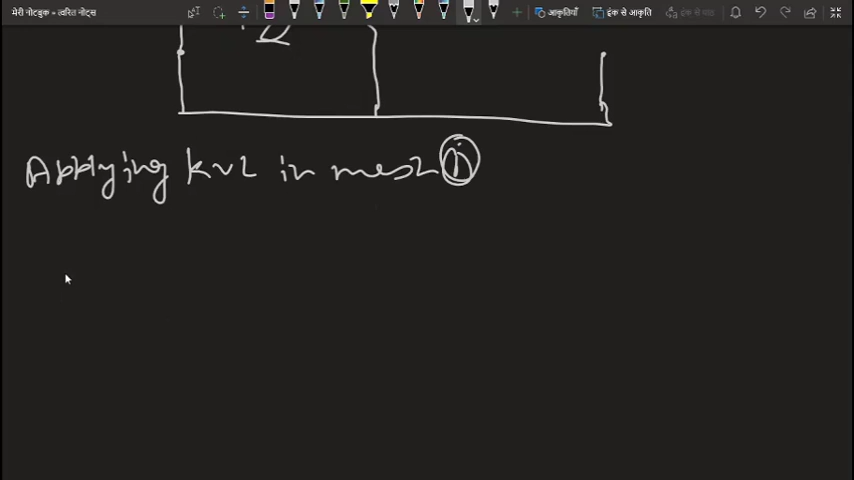 मेरी नोटबुक » त्वरित नोट्स
आकृतियाँ
इंक से आकृति
Applying kvl in mesh ①